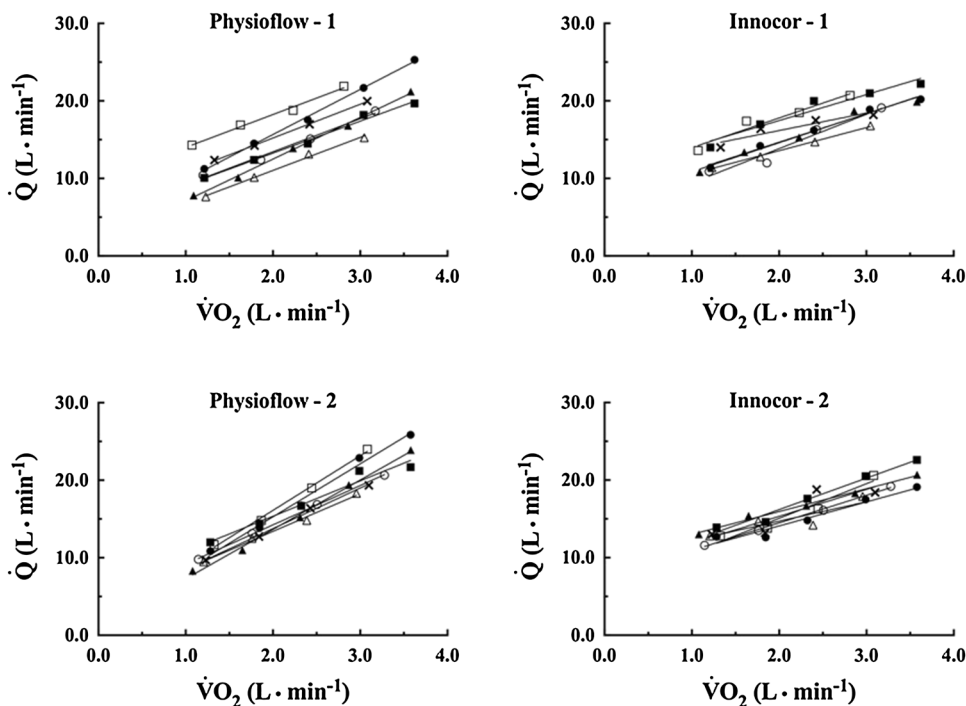 Physioflow - 1
30.0
20.0
10.0
0.0
Q̇ (L · min⁻¹)
0.0 1.0 2.0 3.0 4.0
V̇O₂ (L · min⁻¹)
Innocor - 1
30.0
20.0
10.0
0.0
Q̇ (L · min⁻¹)
0.0 1.0 2.0 3.0 4.0
V̇O₂ (L · min⁻¹)
Physioflow - 2
30.0
20.0
10.0
0.0
Q̇ (L · min⁻¹)
0.0 1.0 2.0 3.0 4.0
V̇O₂ (L · min⁻¹)
Innocor - 2
30.0
20.0
10.0
0.0
Q̇ (L · min⁻¹)
0.0 1.0 2.0 3.0 4.0
V̇O₂ (L · min⁻¹)